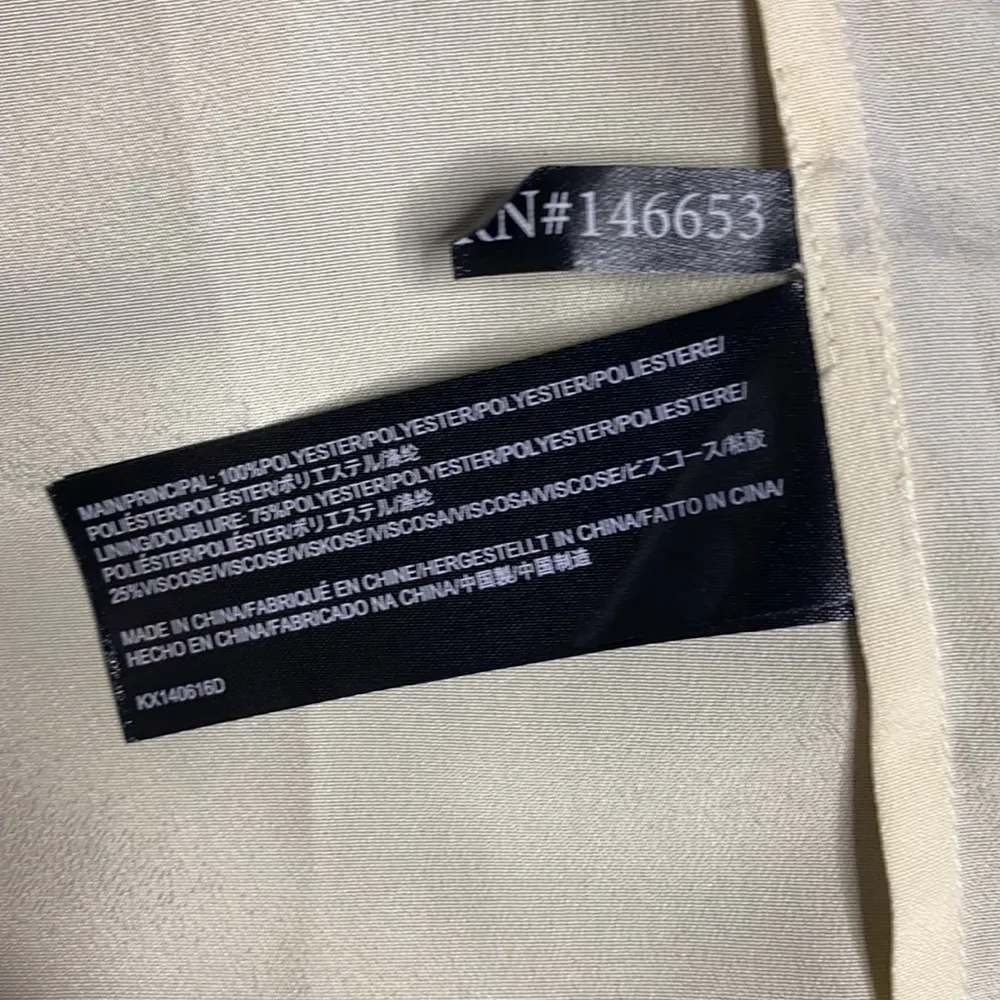 RN#146653
MAIN/PRINCIPAL: 100%POLYESTER/POLYESTER/POLYESTER/POLIESTERE/
POLIÉSTER/POLIÉSTER/ポリエステル/涤纶
LINING/DOUBLURE: 75%POLYESTER/POLYESTER/POLYESTER/POLIESTERE/
POLIÉSTER/POLIÉSTER/ポリエステル/涤纶
25%VISCOSE/VISCOSE/VISKOSE/VISCOSA/VISCOSA/VISCOSE/ビスコース/粘胶
MADE IN CHINA/FABRIQUÉ EN CHINE/HERGESTELLT IN CHINA/FATTO IN CINA/
HECHO EN CHINA/FABRICADO NA CHINA/中国製/中国制造
KX140616D